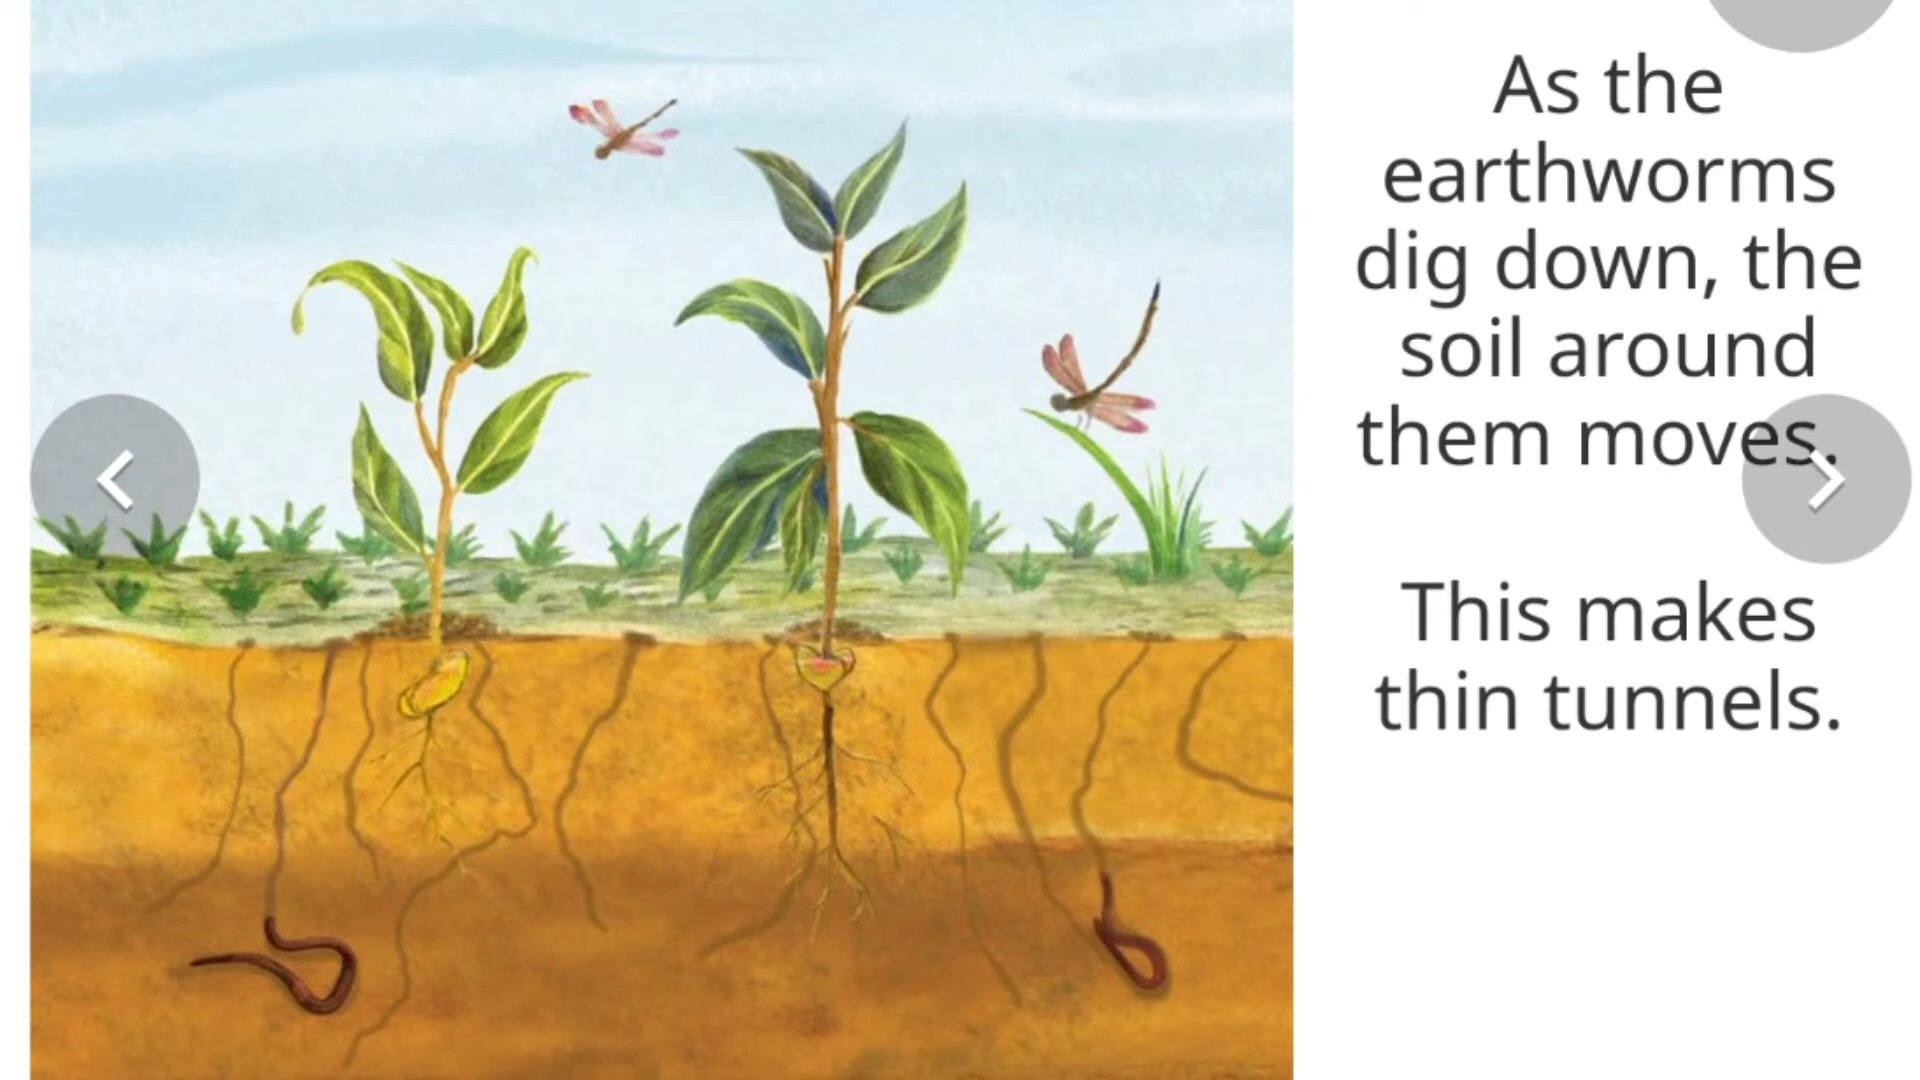 As the
earthworms
dig down, the
soil around
them moves.
This makes
thin tunnels.